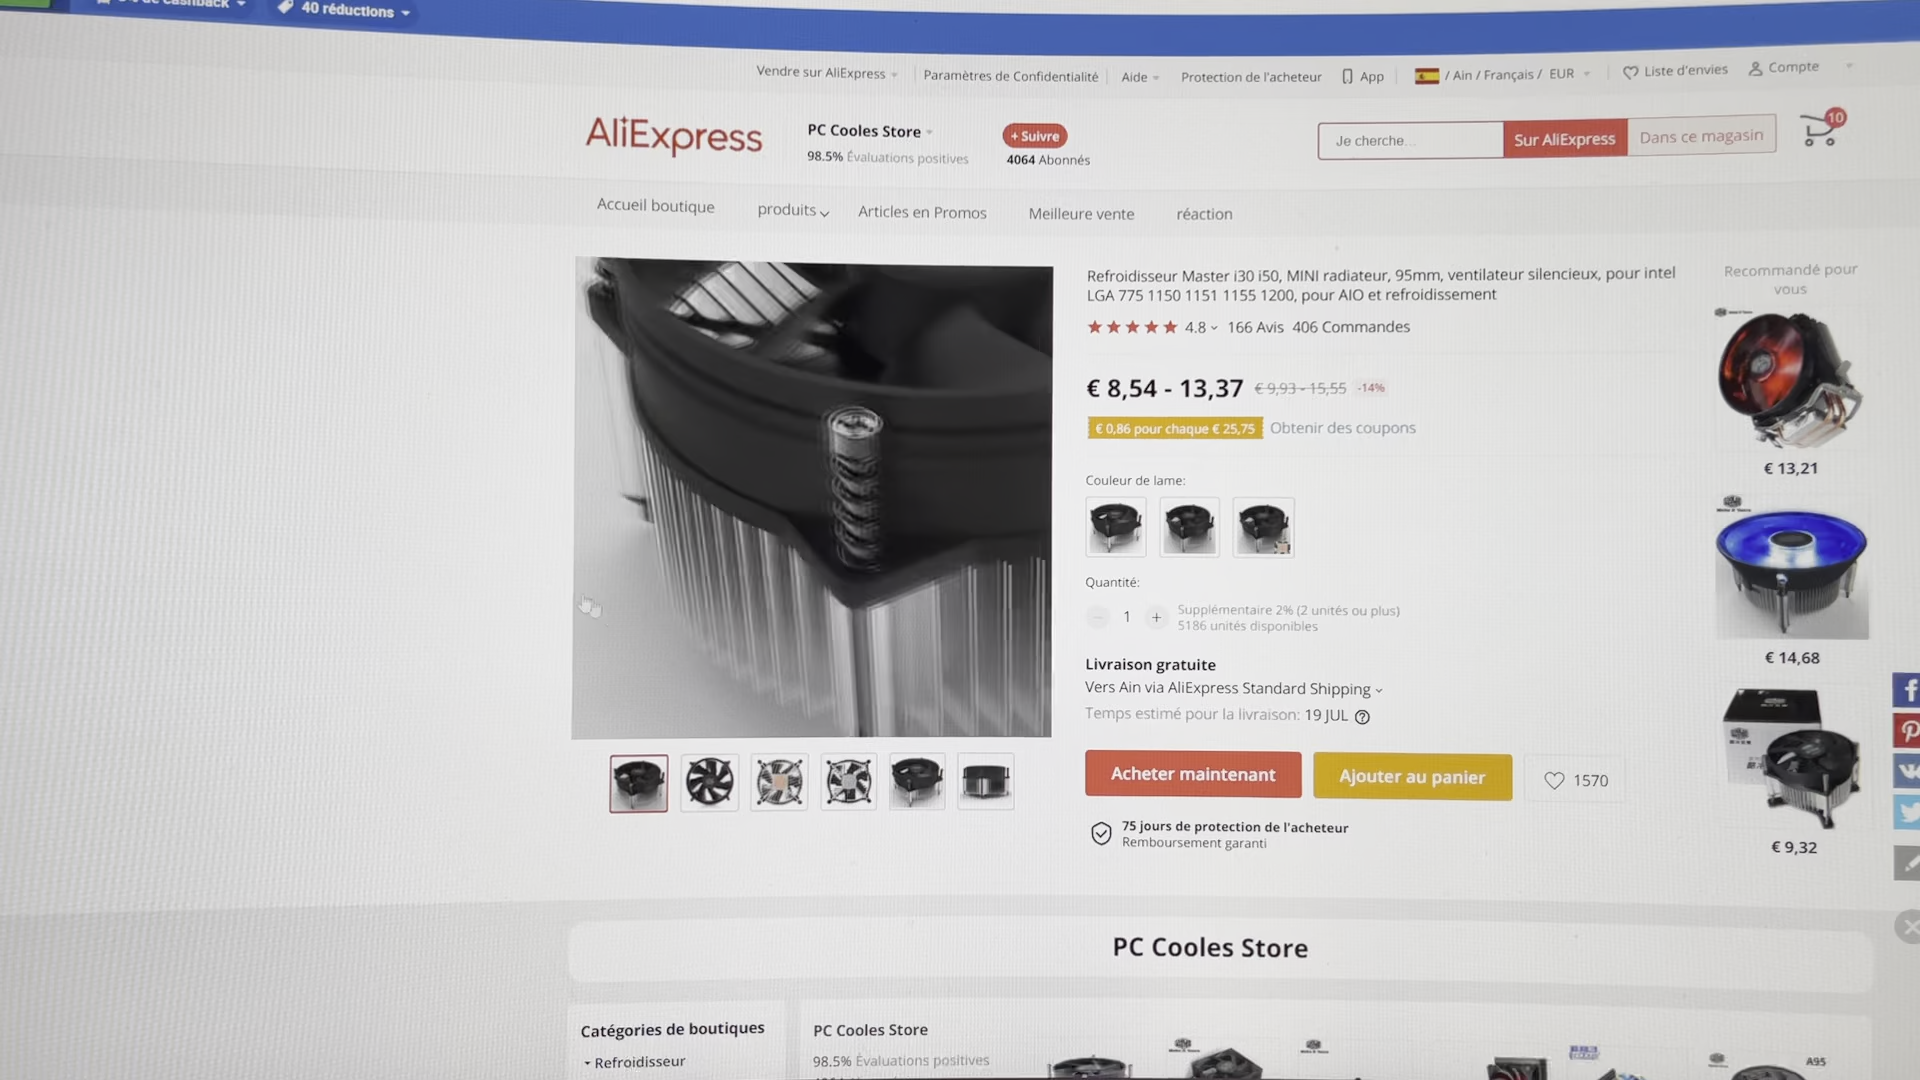 40 réductions
Vendre sur AliExpress
Paramètres de Confidentialité
Aide
Protection de l'acheteur
App
/ Ain / Français / EUR
Liste d'envies
Compte
AliExpress
PC Cooles Store
98.5% Évaluations positives
+ Suivre
4064 Abonnés
Je cherche...
Sur AliExpress
Dans ce magasin
10
Accueil boutique
produits
Articles en Promos
Meilleure vente
réaction
Refroidisseur Master i30 i50, MINI radiateur, 95mm, ventilateur silencieux, pour intel
LGA 775 1150 1151 1155 1200, pour AIO et refroidissement
4.8
166 Avis
406 Commandes
€ 8,54 - 13,37
€ 9,93 - 15,55
-14%
€ 0,86 pour chaque € 25,75
Obtenir des coupons
Couleur de lame:
Quantité:
1
+
Supplémentaire 2% (2 unités ou plus)
5186 unités disponibles
Livraison gratuite
Vers Ain via AliExpress Standard Shipping
Temps estimé pour la livraison: 19 JUL
Acheter maintenant
Ajouter au panier
1570
75 jours de protection de l'acheteur
Remboursement garanti
Recommandé pour
vous
€ 13,21
€ 14,68
€ 9,32
PC Cooles Store
Catégories de boutiques
Refroidisseur
PC Cooles Store
98.5% Évaluations positives
A95